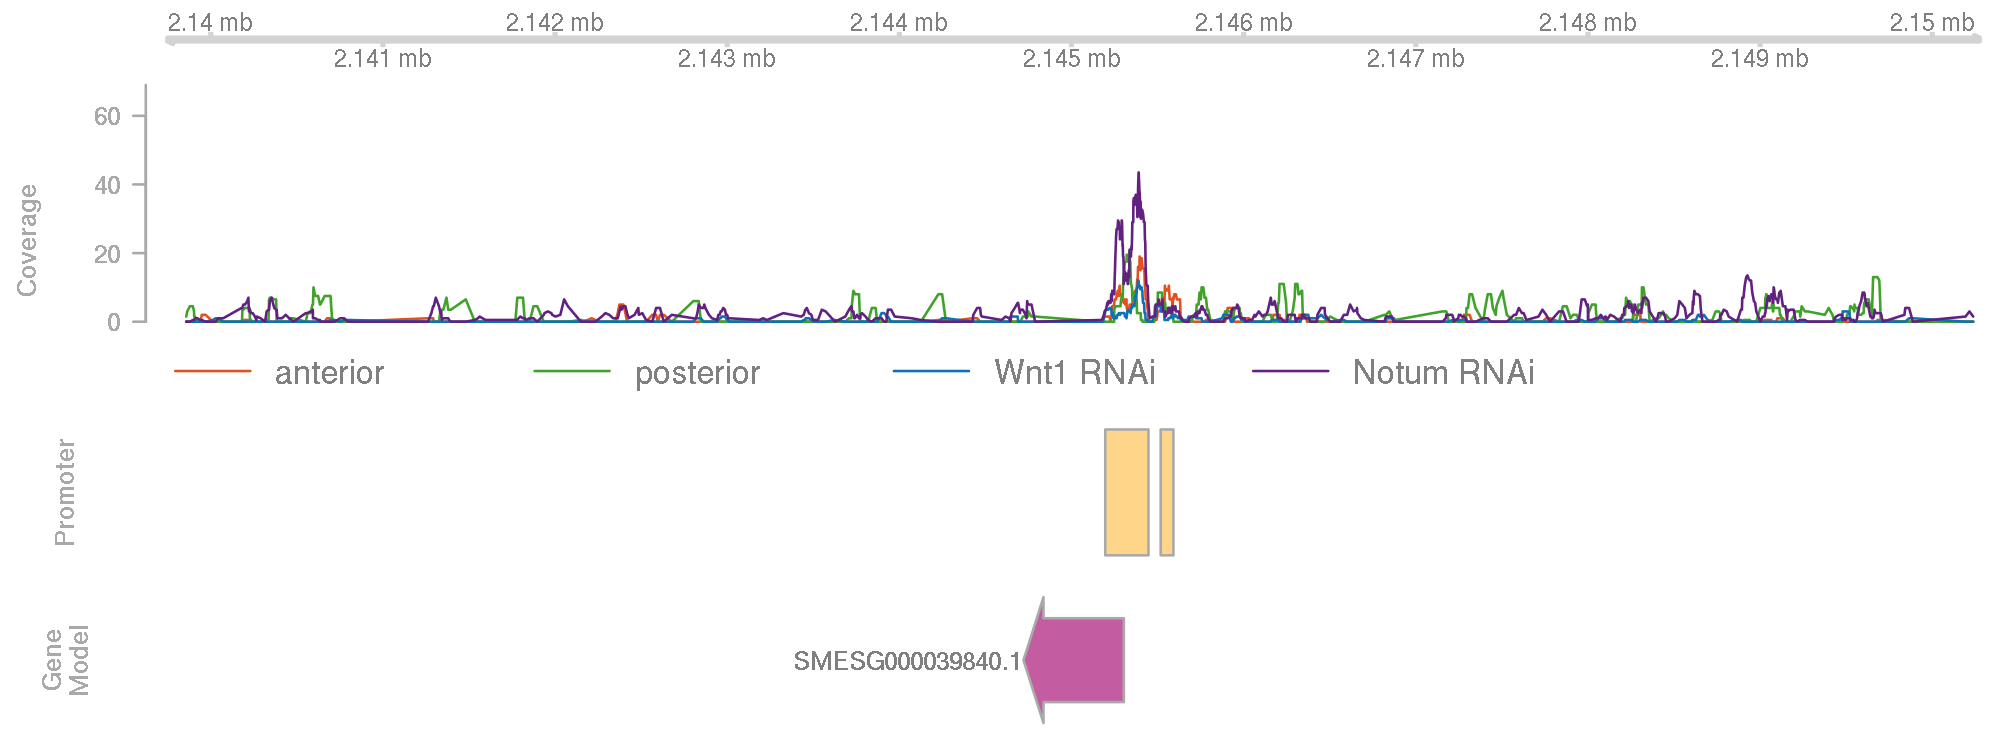 2.14 mb 2.142 mb 2.144 mb 2.146 mb 2.148 mb 2.15 mb
2.141 mb 2.143 mb 2.145 mb 2.147 mb 2.149 mb
60
40
20
0
Coverage
anterior posterior Wnt1 RNAi Notum RNAi
Promoter
Gene
Model
SMESG000039840.1